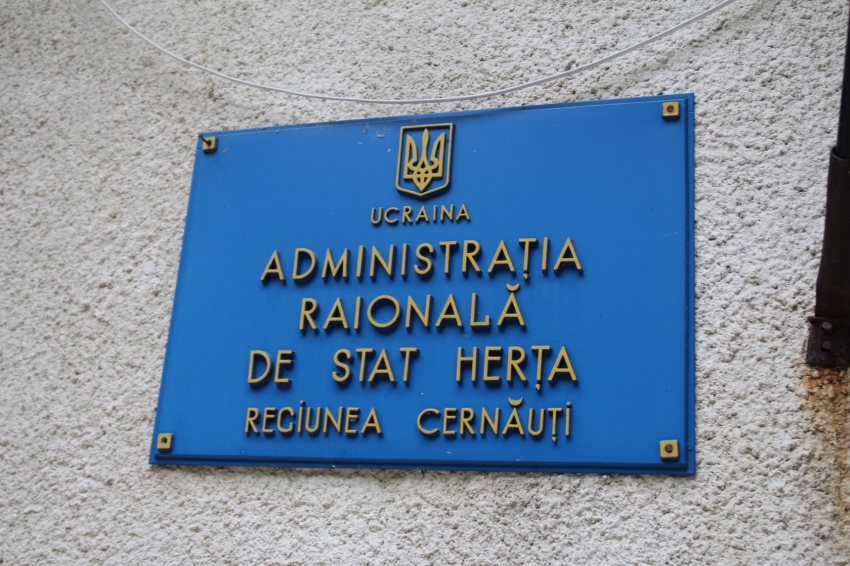 UCRAINA
ADMINISTRAȚIA
RAIONALĂ
DE STAT HERȚA
REGIUNEA CERNĂUȚI